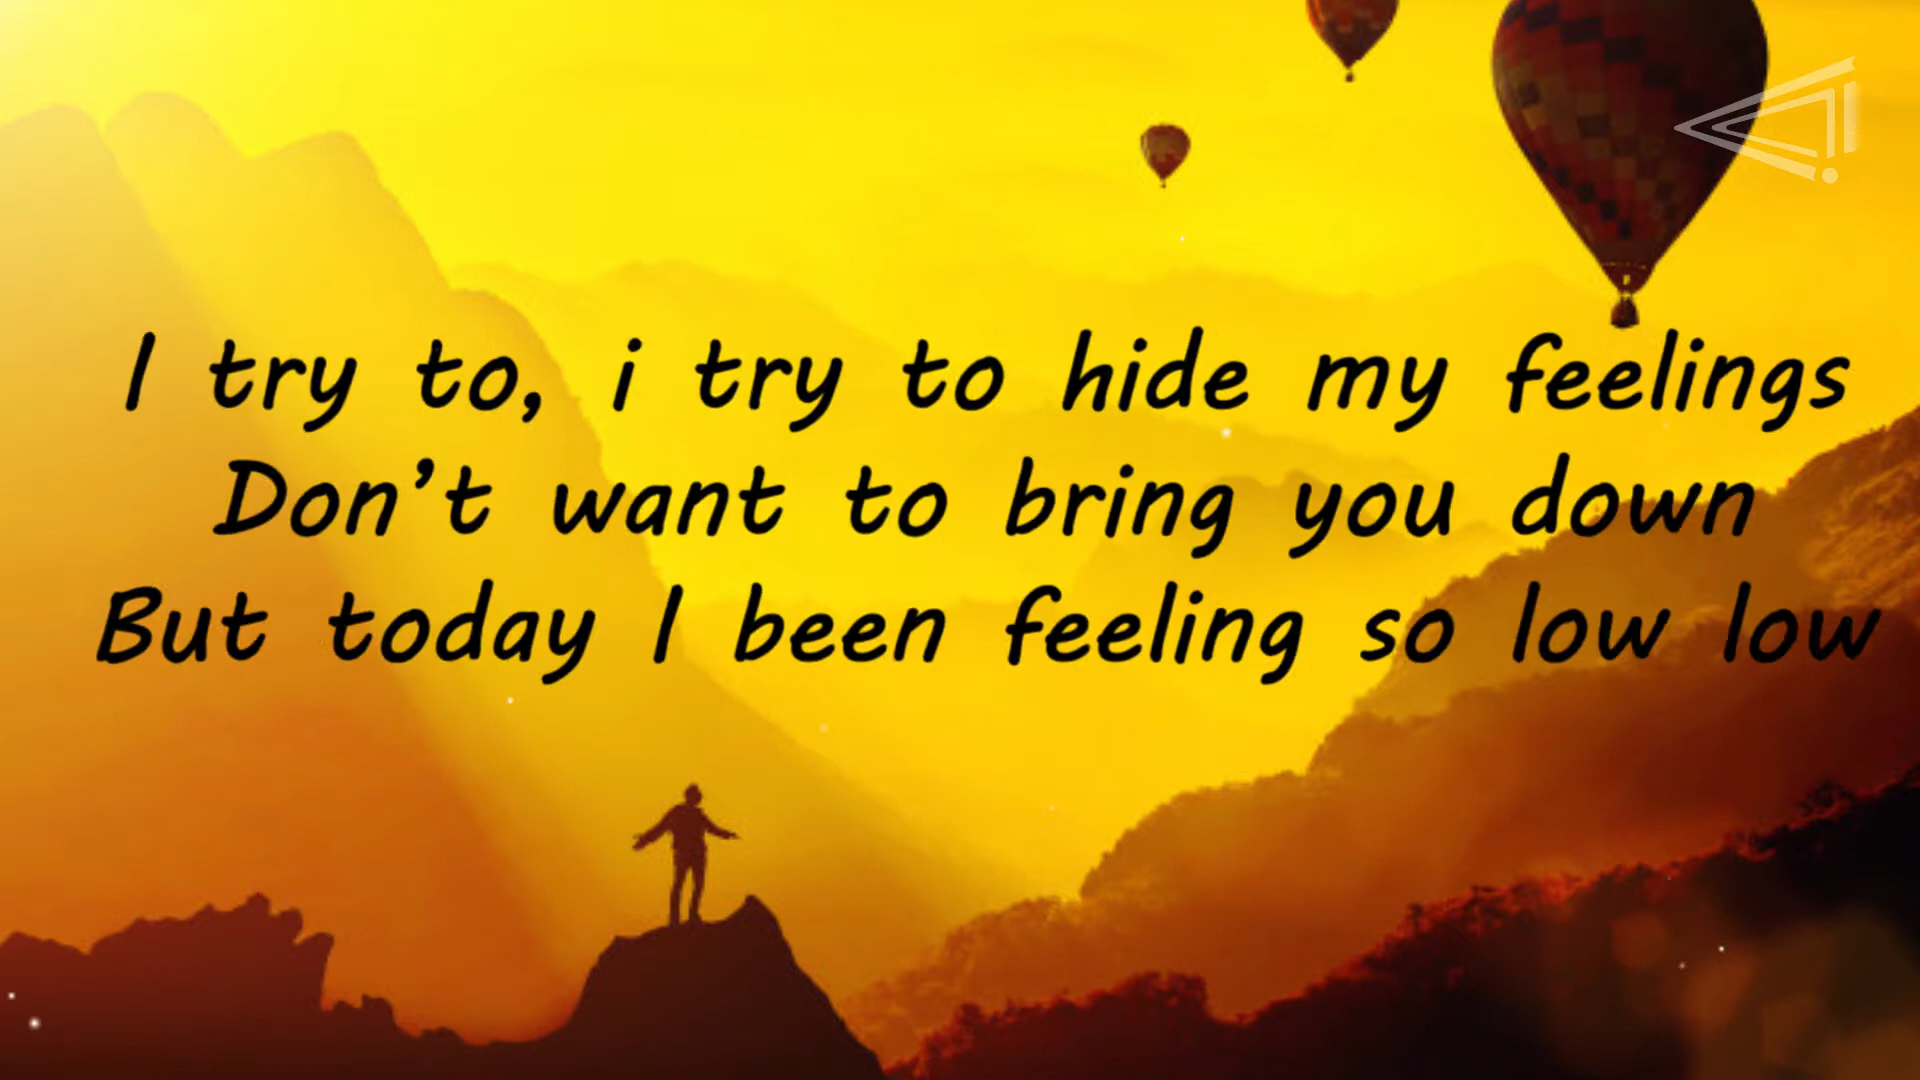 I try to, i try to hide my feelings
Don’t want to bring you down
But today I been feeling so low low